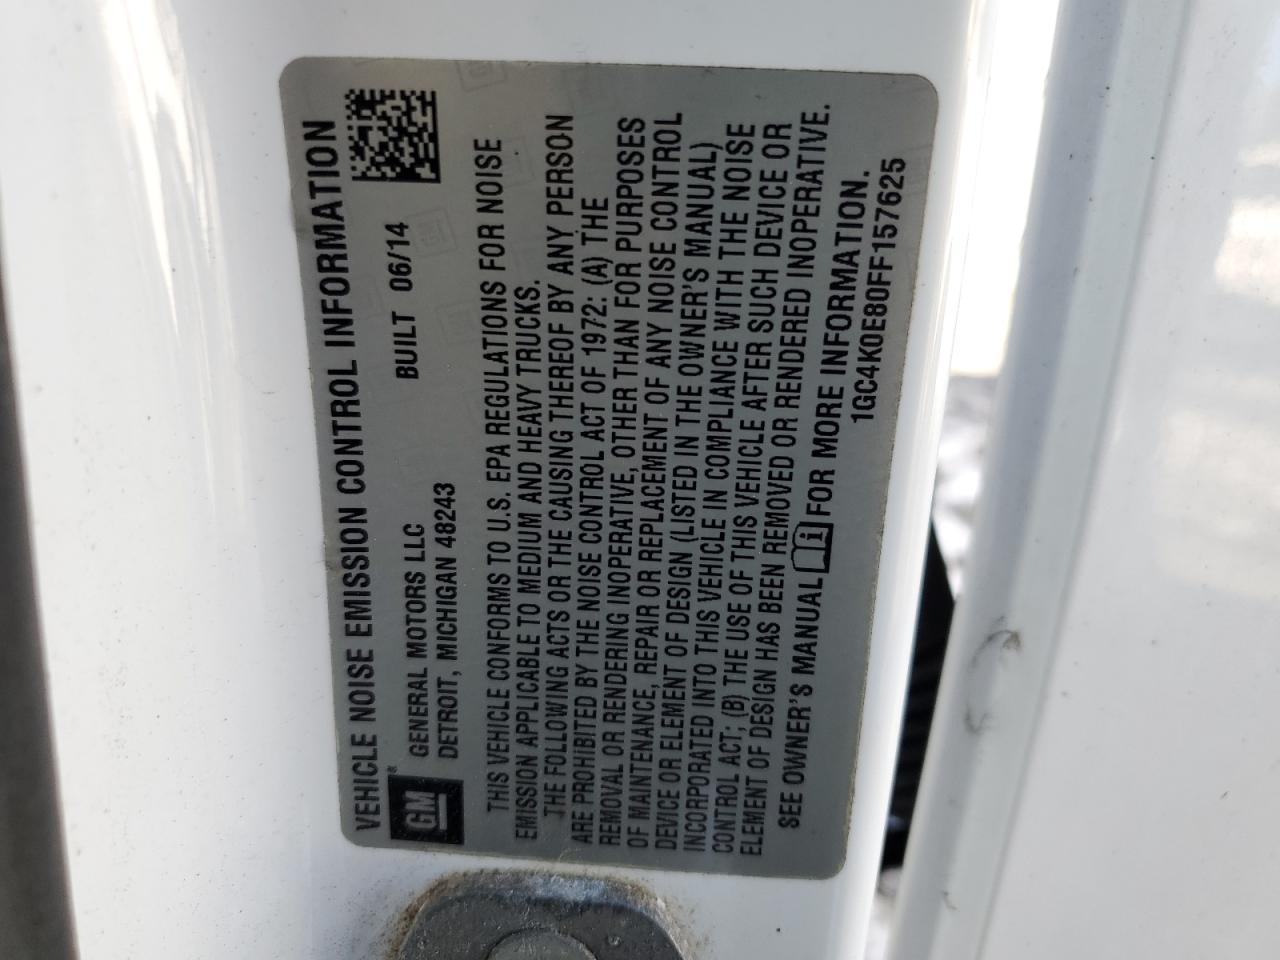 VEHICLE NOISE EMISSION CONTROL INFORMATION
GM®
GENERAL MOTORS LLC
DETROIT, MICHIGAN 48243
BUILT 06/14
THIS VEHICLE CONFORMS TO U.S. EPA REGULATIONS FOR NOISE
EMISSION APPLICABLE TO MEDIUM AND HEAVY TRUCKS.
THE FOLLOWING ACTS OR THE CAUSING THEREOF BY ANY PERSON
ARE PROHIBITED BY THE NOISE CONTROL ACT OF 1972: (A) THE
REMOVAL OR RENDERING INOPERATIVE, OTHER THAN FOR PURPOSES
OF MAINTENANCE, REPAIR OR REPLACEMENT OF ANY NOISE CONTROL
DEVICE OR ELEMENT OF DESIGN (LISTED IN THE OWNER'S MANUAL)
INCORPORATED INTO THIS VEHICLE IN COMPLIANCE WITH THE NOISE
CONTROL ACT; (B) THE USE OF THIS VEHICLE AFTER SUCH DEVICE OR
ELEMENT OF DESIGN HAS BEEN REMOVED OR RENDERED INOPERATIVE.
SEE OWNER'S MANUAL i FOR MORE INFORMATION.
1GC4K0E80FF157625